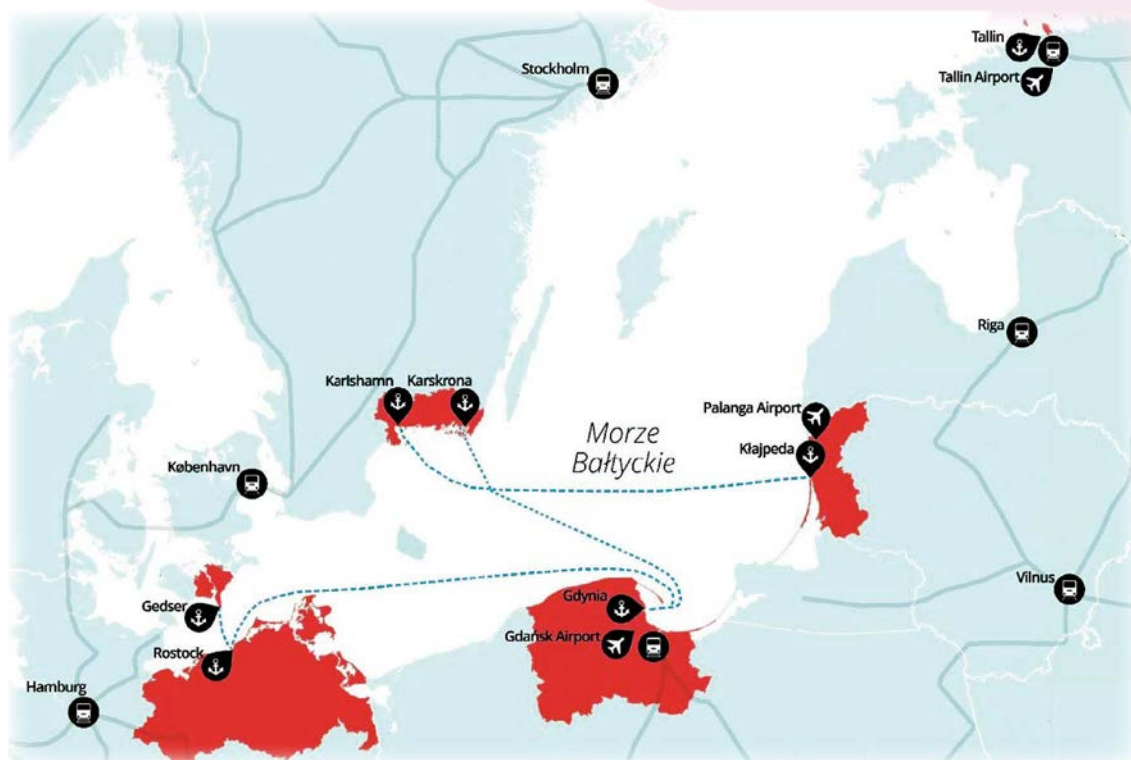 Tallin
Stockholm
Tallin Airport
Riga
Karlshamn
Karskrona
Palanga Airport
Morze
Bałtyckie
Kłajpeda
København
Vilnus
Gdynia
Gedser
Gdańsk Airport
Rostock
Hamburg